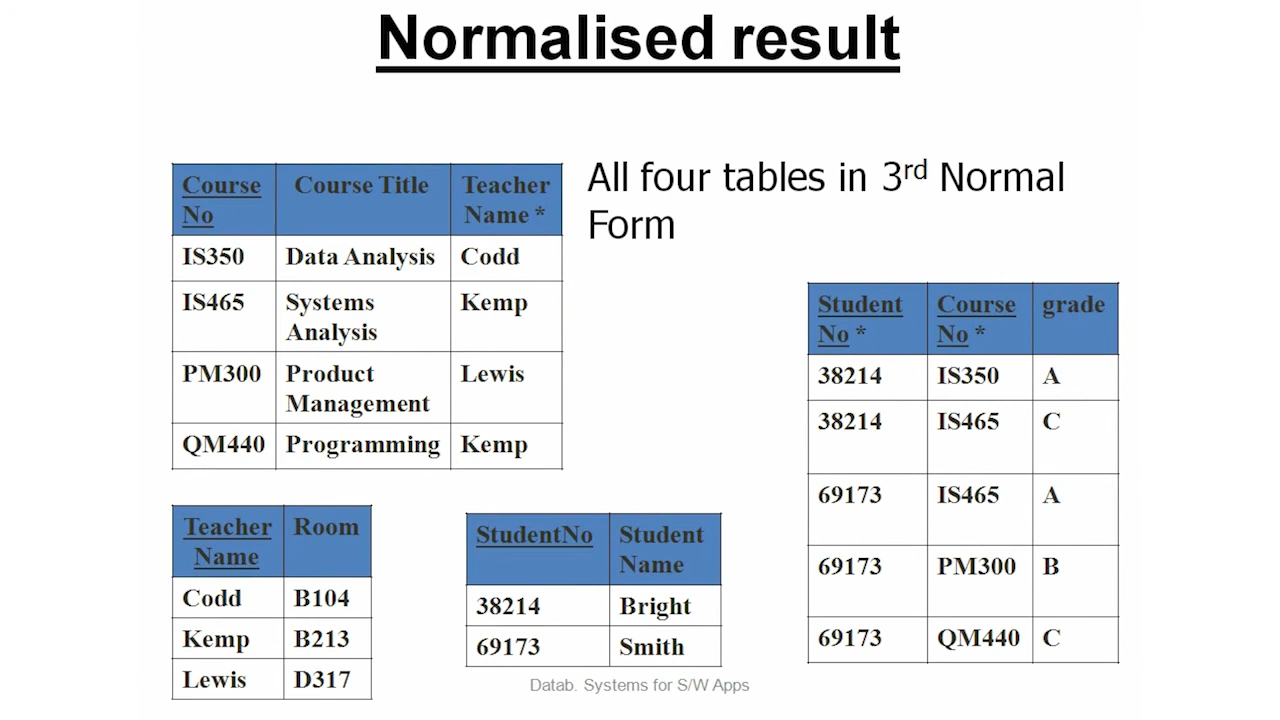 Normalised result
All four tables in 3rd Normal
Form
Course No Course Title Teacher Name *
IS350 Data Analysis Codd
IS465 Systems Analysis Kemp
PM300 Product Management Lewis
QM440 Programming Kemp
Student No * Course No * grade
38214 IS350 A
38214 IS465 C
69173 IS465 A
69173 PM300 B
69173 QM440 C
Teacher Name Room
Codd B104
Kemp B213
Lewis D317
StudentNo Student Name
38214 Bright
69173 Smith
Datab. Systems for S/W Apps